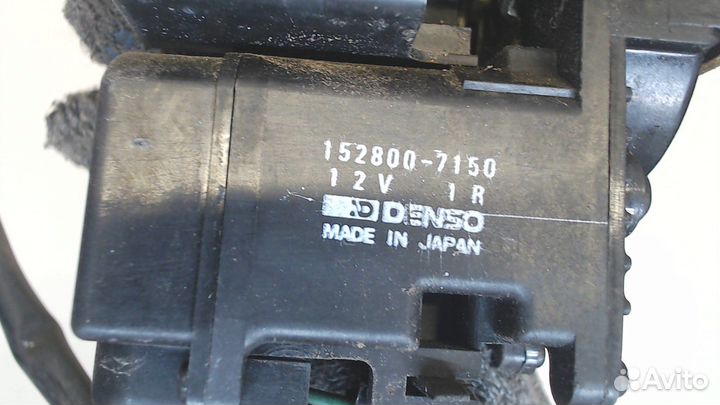 152800-7150
12V 1R
DENSO
MADE IN JAPAN
Avito